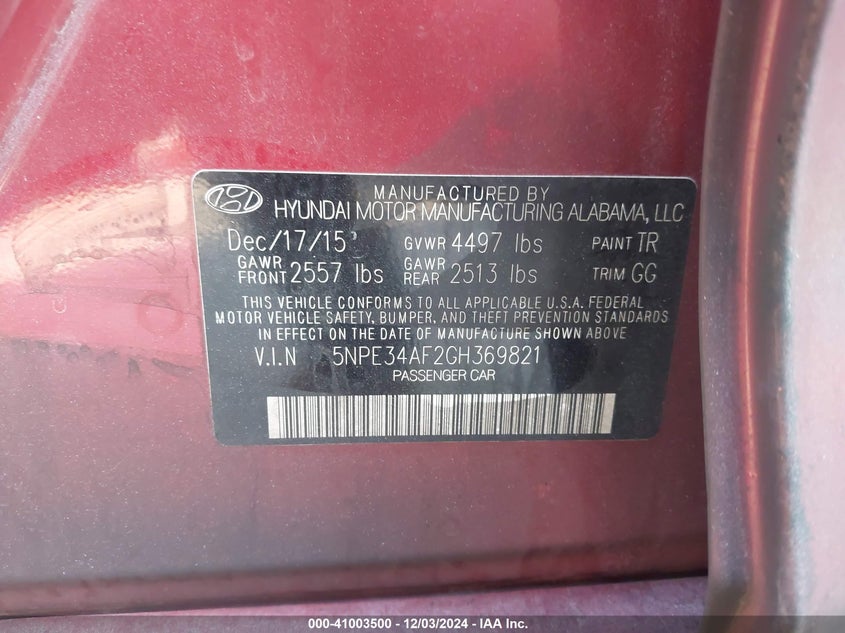 MANUFACTURED BY
HYUNDAI MOTOR MANUFACTURING ALABAMA, LLC
Dec/17/15 GVWR 4497 lbs PAINT TR
GAWR FRONT 2557 lbs GAWR REAR 2513 lbs TRIM GG
THIS VEHICLE CONFORMS TO ALL APPLICABLE U.S.A. FEDERAL
MOTOR VEHICLE SAFETY, BUMPER, AND THEFT PREVENTION STANDARDS
IN EFFECT ON THE DATE OF MANUFACTURE SHOWN ABOVE
V.I.N 5NPE34AF2GH369821
PASSENGER CAR
000-41003500 - 12/03/2024 - IAA Inc.